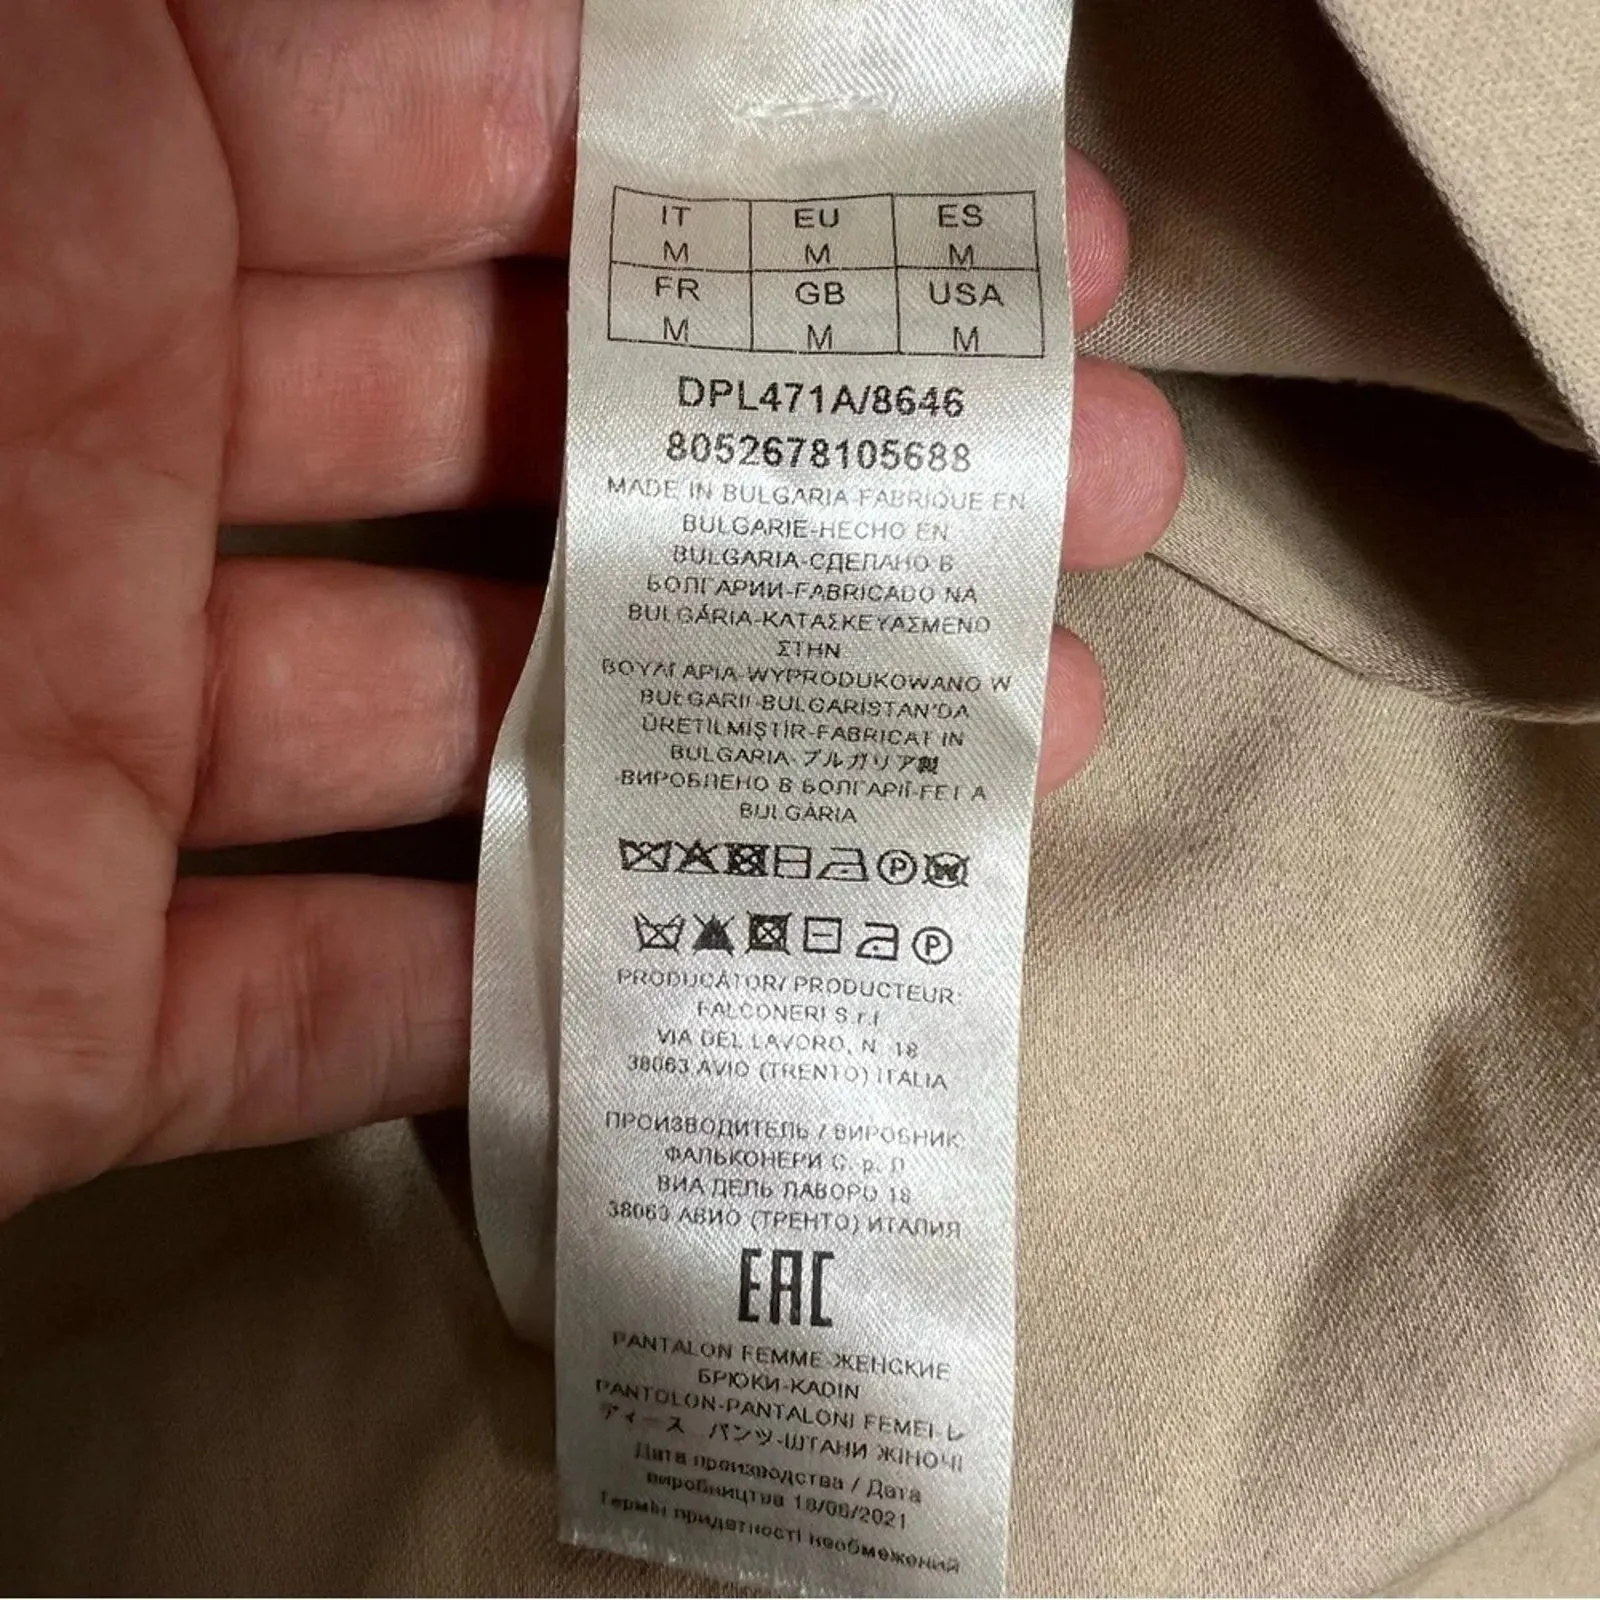 IT EU ES
M M M
FR GB USA
M M M
DPL471A/8646
8052678105688
MADE IN BULGARIA-FABRIQUE EN
BULGARIE-HECHO EN
BULGARIA-СДЕЛАНО В
БОЛГАРИИ-FABRICADO NA
BULGÁRIA-ΚΑΤΑΣΚΕΥΑΣΜΕΝΟ
ΣΤΗΝ
ΒΟΥΛΓΑΡΙΑ-WYPRODUKOWANO W
BUŁGARII-BULGARİSTAN'DA
ÜRETİLMİŞTİR-FABRICAT IN
BULGARIA-ブルガリア製
-ВИРОБЛЕНО В БОЛГАРІЇ-FET A
BULGÀRIA
P W
P
PRODUCĂTOR/ PRODUCTEUR:
FALCONERI S.r.l
VIA DEL LAVORO, N. 18
38063 AVIO (TRENTO) ITALIA
ПРОИЗВОДИТЕЛЬ / ВИРОБНИК:
ФАЛЬКОНЕРИ С. р. Л
ВИА ДЕЛЬ ЛАВОРО 18
38063 АВИО (ТРЕНТО) ИТАЛИЯ
EAC
PANTALON FEMME-ЖЕНСКИЕ
БРЮКИ-KADIN
PANTOLON-PANTALONI FEMEI-レ
ディース パンツ-ШТАНИ ЖІНОЧІ
Дата производства / Дата
виробництва 18/06/2021
Термін придатності необмежений